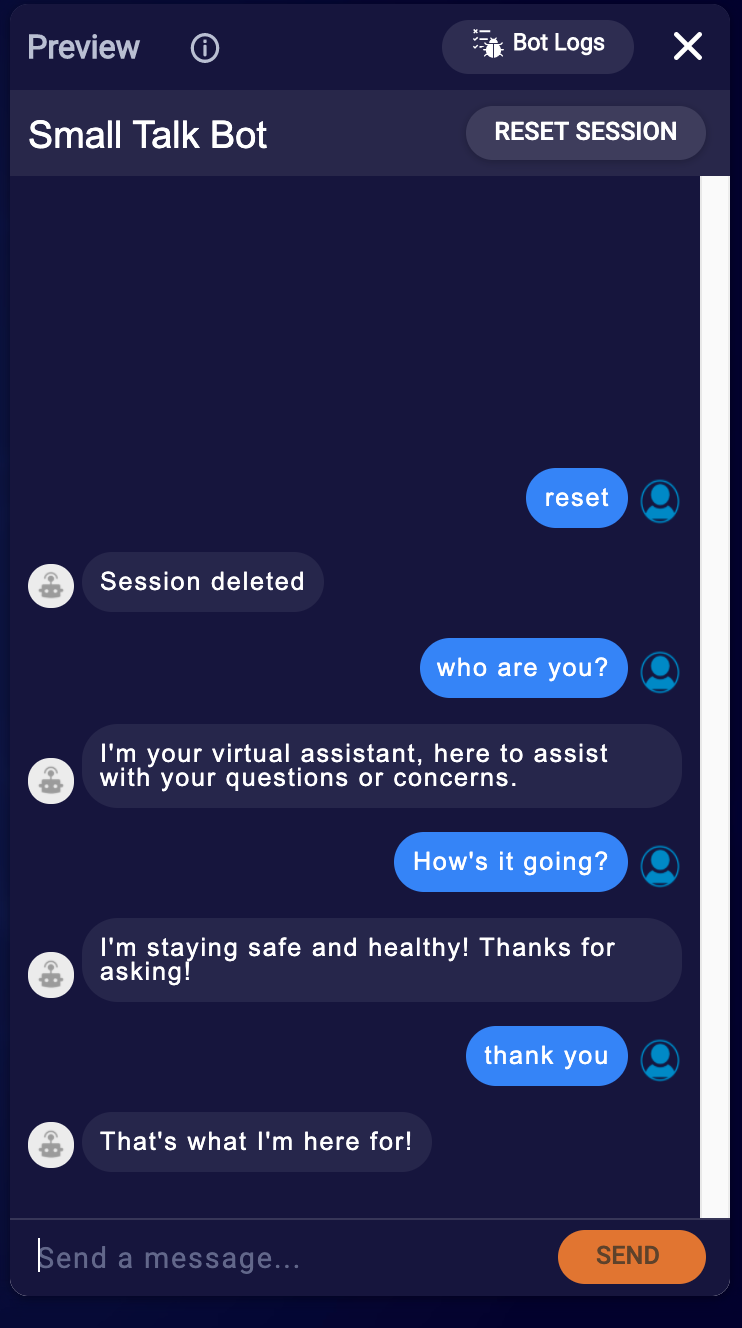 Preview
Bot Logs
Small Talk Bot
RESET SESSION
reset
Session deleted
who are you?
I'm your virtual assistant, here to assist
with your questions or concerns.
How's it going?
I'm staying safe and healthy! Thanks for
asking!
thank you
That's what I'm here for!
Send a message...
SEND